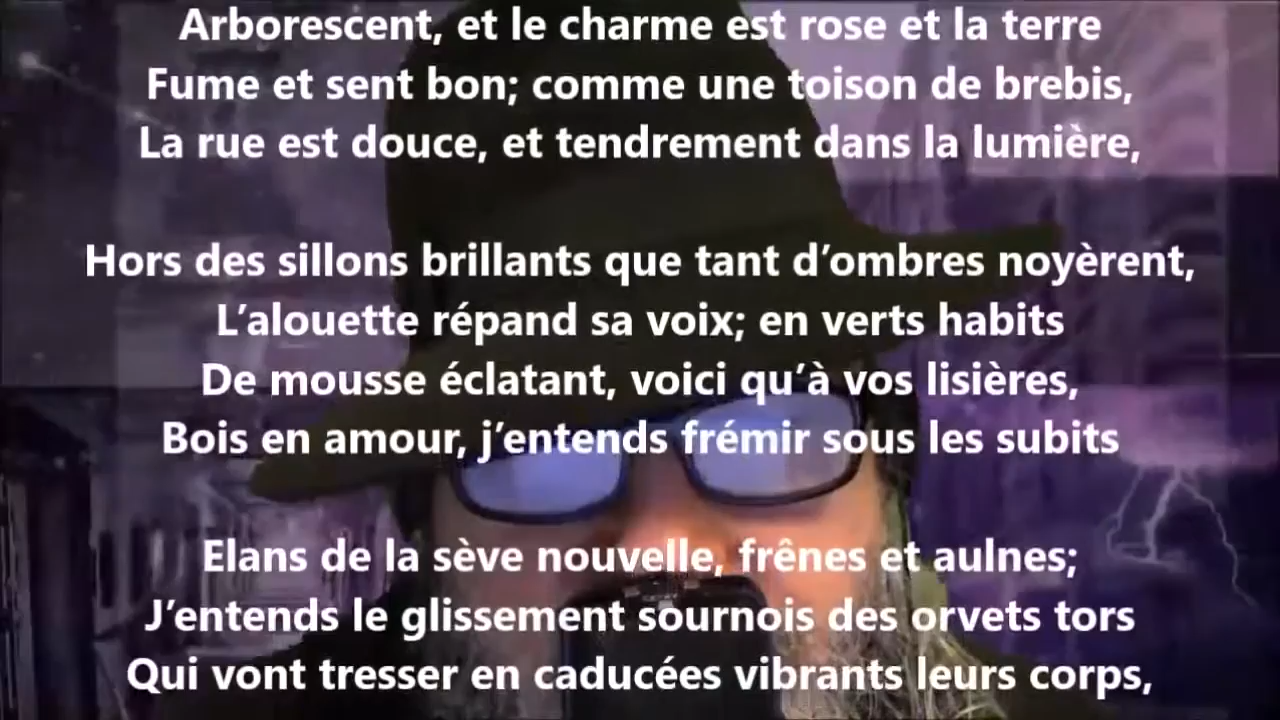 Arborescent, et le charme est rose et la terre
Fume et sent bon; comme une toison de brebis,
La rue est douce, et tendrement dans la lumière,
Hors des sillons brillants que tant d’ombres noyèrent,
L’alouette répand sa voix; en verts habits
De mousse éclatant, voici qu’à vos lisières,
Bois en amour, j’entends frémir sous les subits
Elans de la sève nouvelle, frênes et aulnes;
J’entends le glissement sournois des orvets tors
Qui vont tresser en caducées vibrants leurs corps,